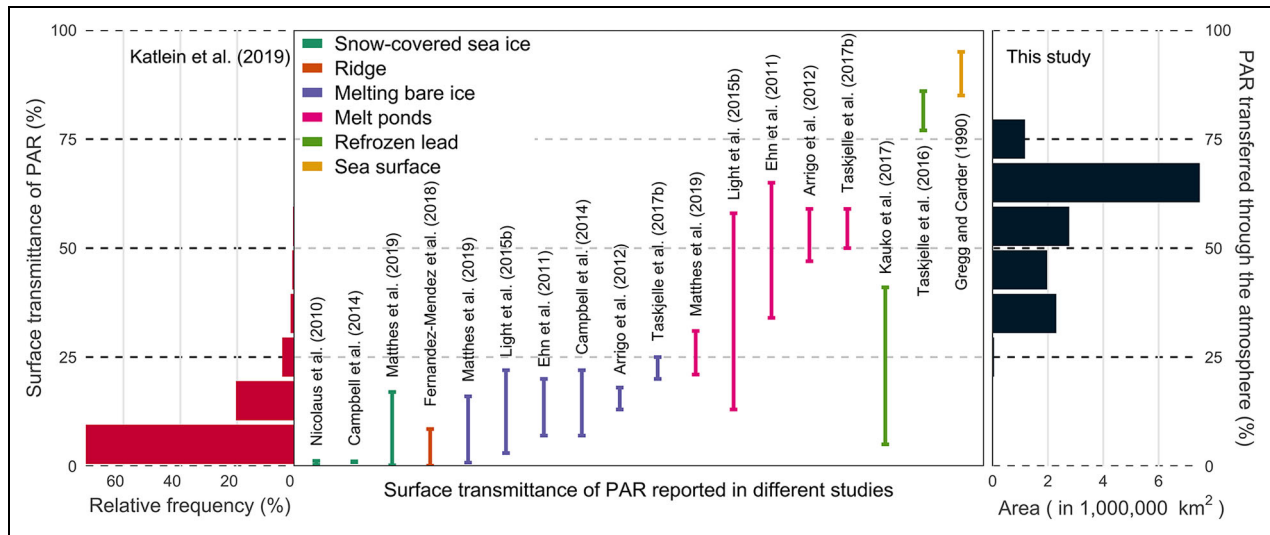 Surface transmittance of PAR (%)
100
75
50
25
0
Katlein et al. (2019)
60
40
20
0
Relative frequency (%)
Snow-covered sea ice
Ridge
Melting bare ice
Melt ponds
Refrozen lead
Sea surface
Nicolaus et al. (2010)
Campbell et al. (2014)
Matthes et al. (2019)
Fernandez-Mendez et al. (2018)
Matthes et al. (2019)
Light et al. (2015b)
Ehn et al. (2011)
Campbell et al. (2014)
Arrigo et al. (2012)
Taskjelle et al. (2017b)
Matthes et al. (2019)
Light et al. (2015b)
Ehn et al. (2011)
Arrigo et al. (2012)
Taskjelle et al. (2017b)
Kauko et al. (2017)
Taskjelle et al. (2016)
Gregg and Carder (1990)
Surface transmittance of PAR reported in different studies
This study
0
2
4
6
Area ( in 1,000,000 km²)
100
75
50
25
0
PAR transferred through the atmosphere (%)